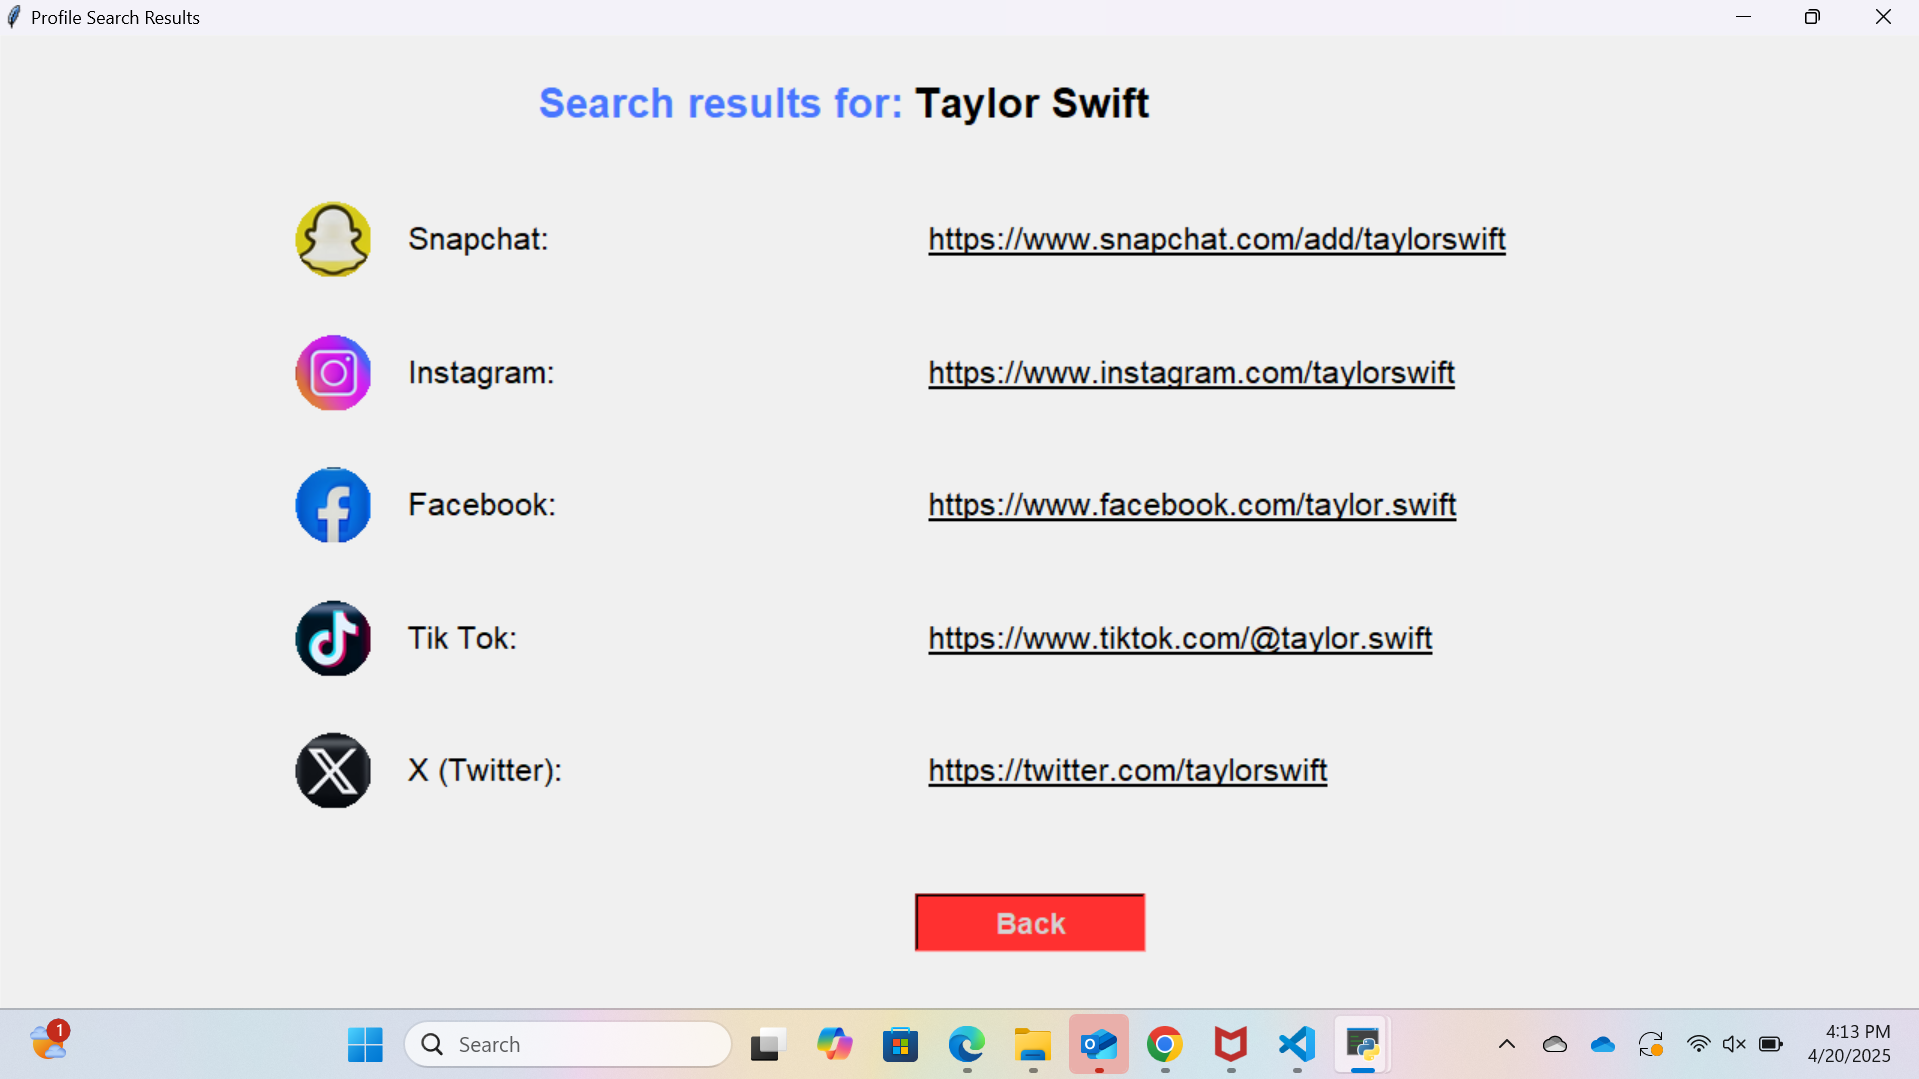 Profile Search Results
Search results for: Taylor Swift
Snapchat: https://www.snapchat.com/add/taylorswift
Instagram: https://www.instagram.com/taylorswift
Facebook: https://www.facebook.com/taylor.swift
Tik Tok: https://www.tiktok.com/@taylor.swift
X (Twitter): https://twitter.com/taylorswift
Back
1
Search
4:13 PM
4/20/2025